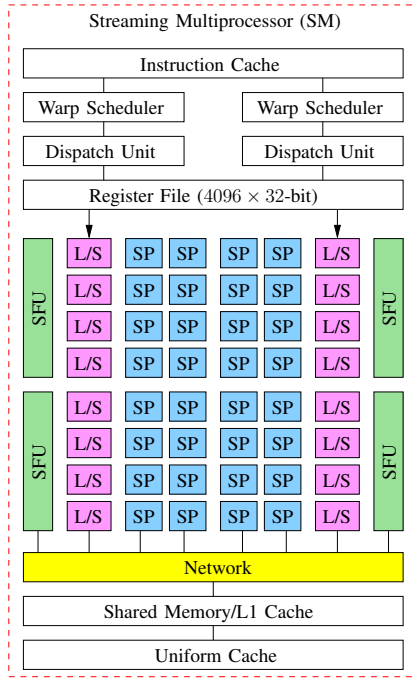 Streaming Multiprocessor (SM)
Instruction Cache
Warp Scheduler Warp Scheduler
Dispatch Unit Dispatch Unit
Register File (4096 × 32-bit)
SFU L/S SP SP SP SP L/S SFU
L/S SP SP SP SP L/S
L/S SP SP SP SP L/S
L/S SP SP SP SP L/S
SFU L/S SP SP SP SP L/S SFU
L/S SP SP SP SP L/S
L/S SP SP SP SP L/S
L/S SP SP SP SP L/S
Network
Shared Memory/L1 Cache
Uniform Cache